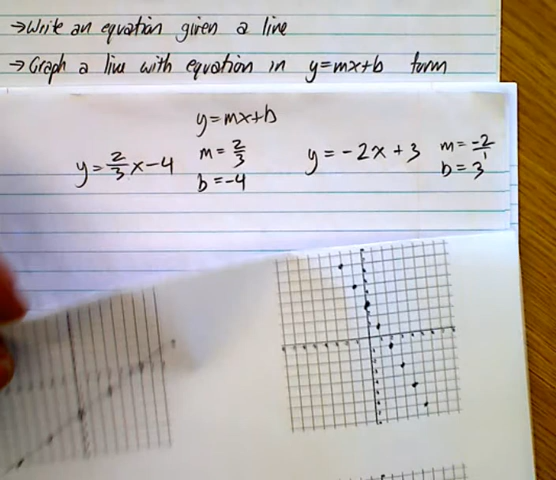 →Write an equation given a line
→Graph a line with equation in y=mx+b form
y=mx+b
y=2/3x-4
m=2/3
b=-4
y=-2x+3
m=-2/1
b=3